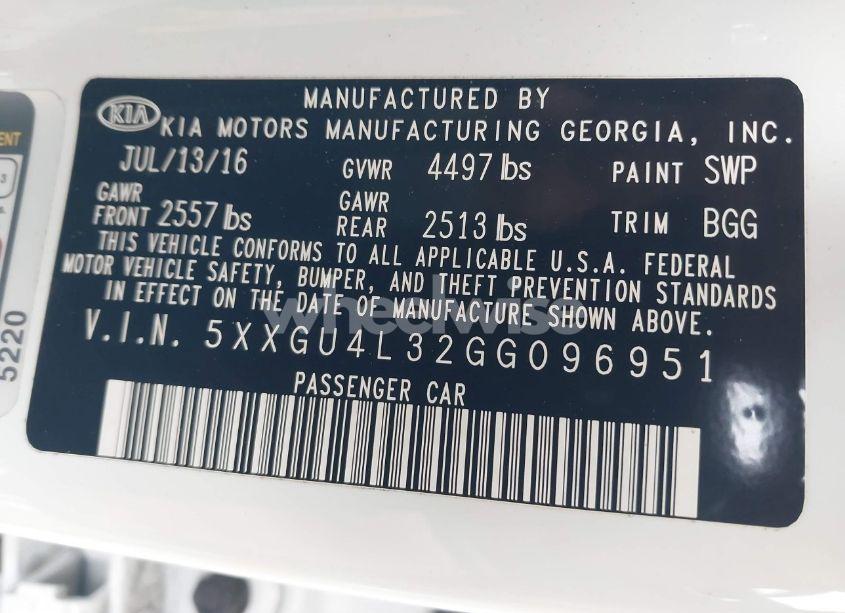 MANUFACTURED BY
KIA KIA MOTORS MANUFACTURING GEORGIA, INC.
JUL/13/16 GVWR 4497 lbs PAINT SWP
GAWR FRONT 2557 lbs GAWR REAR 2513 lbs TRIM BGG
THIS VEHICLE CONFORMS TO ALL APPLICABLE U.S.A. FEDERAL
MOTOR VEHICLE SAFETY, BUMPER, AND THEFT PREVENTION STANDARDS
IN EFFECT ON THE DATE OF MANUFACTURE SHOWN ABOVE.
V.I.N. 5XXGU4L32GG096951
PASSENGER CAR
wheelwise
5220
3